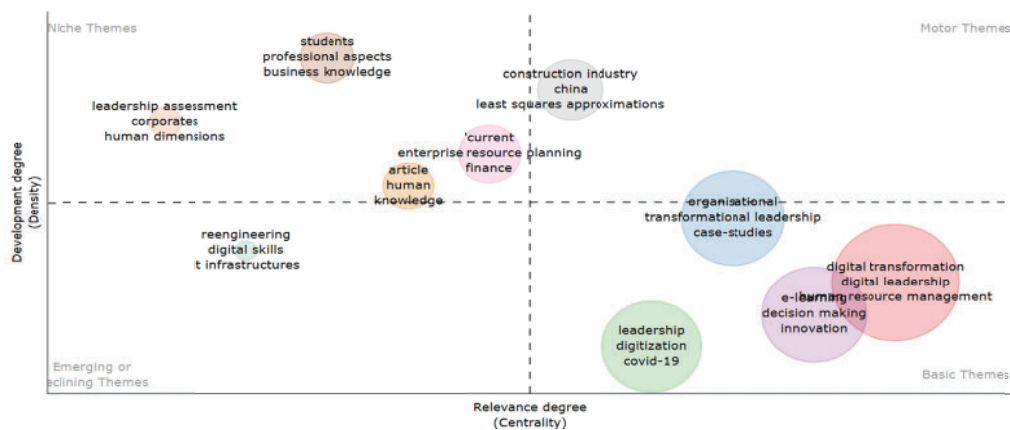 Niche Themes
Motor Themes
students
professional aspects
business knowledge
construction industry
china
least squares approximations
leadership assessment
corporates
human dimensions
'current
enterprise resource planning
finance
article
human
knowledge
organisational
transformational leadership
case-studies
reengineering
digital skills
t infrastructures
digital transformation
digital leadership
human resource management
e-learning
decision making
innovation
leadership
digitization
covid-19
Emerging or
eclining Themes
Basic Themes
Development degree
(Density)
Relevance degree
(Centrality)